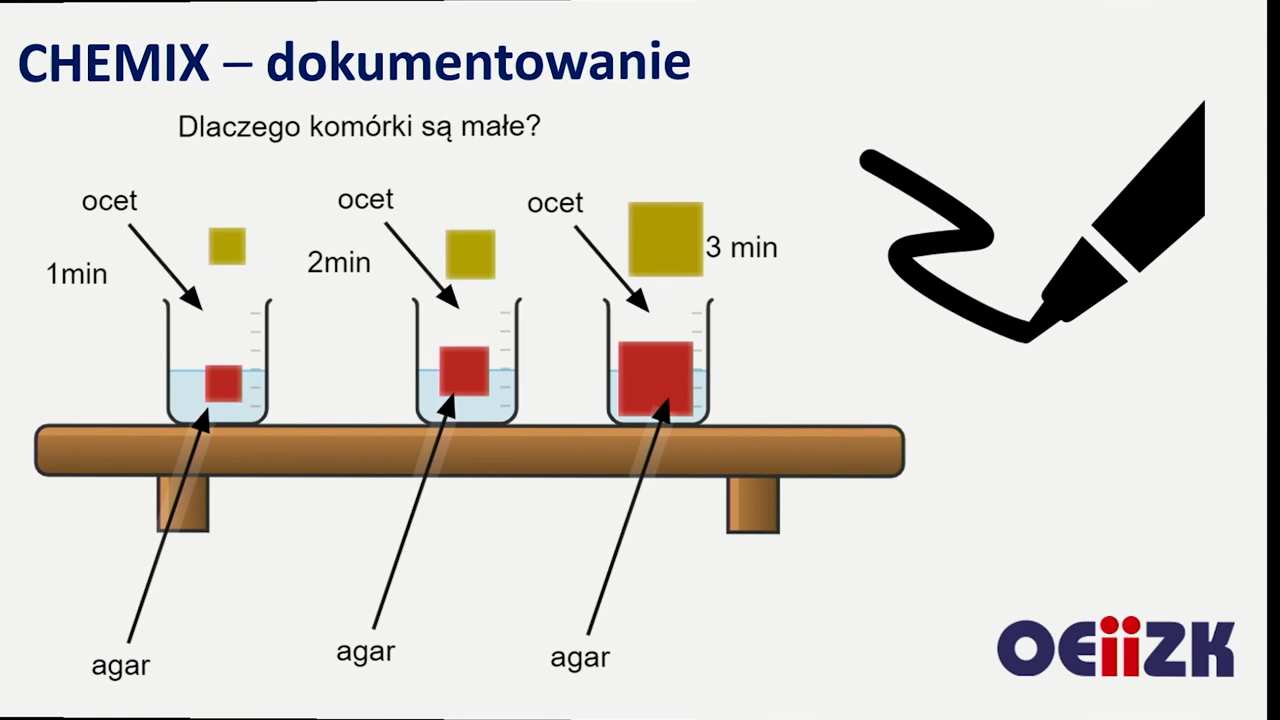 CHEMIX – dokumentowanie
Dlaczego komórki są małe?
ocet
ocet
ocet
1min
2min
3 min
agar
agar
agar
OEiiZK